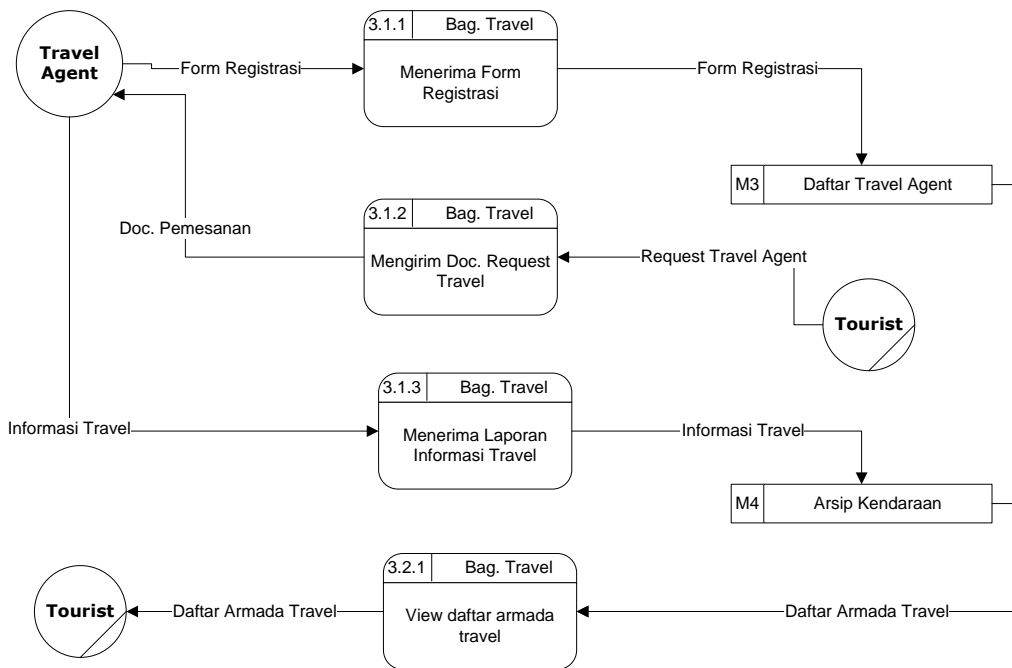 Travel
Agent
Form Registrasi
3.1.1 Bag. Travel
Menerima Form
Registrasi
Form Registrasi
M3 Daftar Travel Agent
3.1.2 Bag. Travel
Doc. Pemesanan
Mengirim Doc. Request
Travel
Request Travel Agent
Tourist
3.1.3 Bag. Travel
Informasi Travel
Menerima Laporan
Informasi Travel
Informasi Travel
M4 Arsip Kendaraan
3.2.1 Bag. Travel
Tourist
Daftar Armada Travel
View daftar armada
travel
Daftar Armada Travel